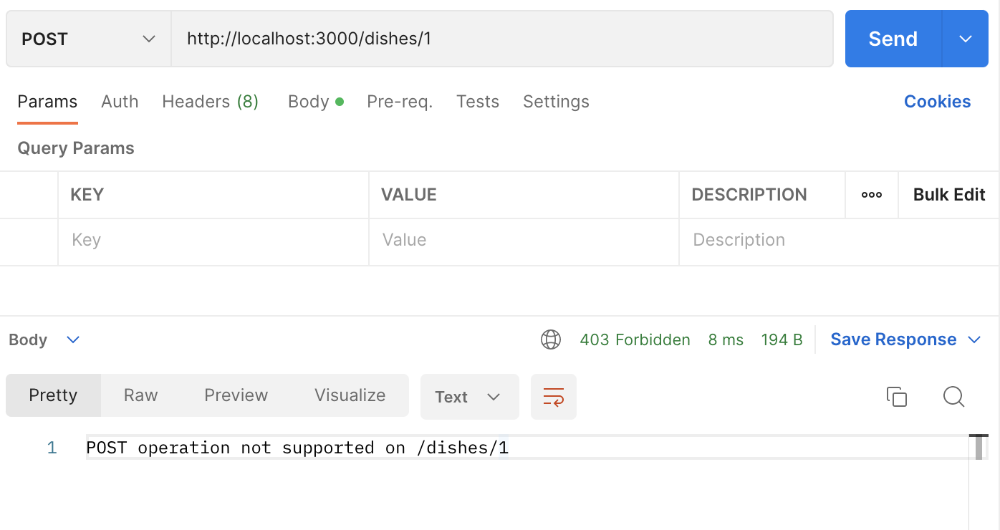 POST http://localhost:3000/dishes/1 Send
Params Auth Headers (8) Body Pre-req. Tests Settings Cookies
Query Params
KEY VALUE DESCRIPTION Bulk Edit
Key Value Description
Body 403 Forbidden 8 ms 194 B Save Response
Pretty Raw Preview Visualize Text
1 POST operation not supported on /dishes/1